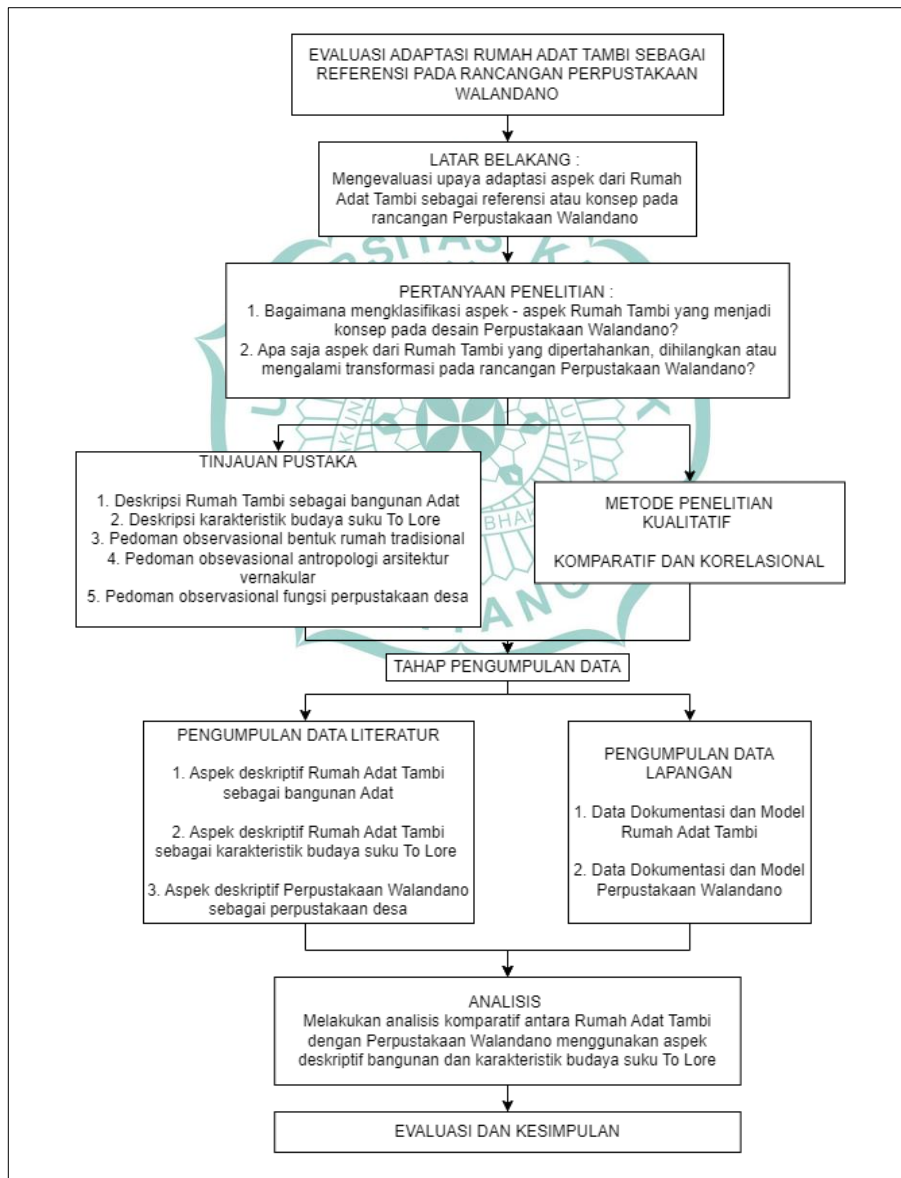 EVALUASI ADAPTASI RUMAH ADAT TAMBI SEBAGAI
REFERENSI PADA RANCANGAN PERPUSTAKAAN
WALANDANO
LATAR BELAKANG :
Mengevaluasi upaya adaptasi aspek dari Rumah
Adat Tambi sebagai referensi atau konsep pada
rancangan Perpustakaan Walandano
PERTANYAAN PENELITIAN :
1. Bagaimana mengklasifikasi aspek - aspek Rumah Tambi yang menjadi
konsep pada desain Perpustakaan Walandano?
2. Apa saja aspek dari Rumah Tambi yang dipertahankan, dihilangkan atau
mengalami transformasi pada rancangan Perpustakaan Walandano?
TINJAUAN PUSTAKA
1. Deskripsi Rumah Tambi sebagai bangunan Adat
2. Deskripsi karakteristik budaya suku To Lore
3. Pedoman observasional bentuk rumah tradisional
4. Pedoman obsevasional antropologi arsitektur
vernakular
5. Pedoman observasional fungsi perpustakaan desa
METODE PENELITIAN
KUALITATIF
KOMPARATIF DAN KORELASIONAL
TAHAP PENGUMPULAN DATA
PENGUMPULAN DATA LITERATUR
1. Aspek deskriptif Rumah Adat Tambi
sebagai bangunan Adat
2. Aspek deskriptif Rumah Adat Tambi
sebagai karakteristik budaya suku To Lore
3. Aspek deskriptif Perpustakaan Walandano
sebagai perpustakaan desa
PENGUMPULAN DATA
LAPANGAN
1. Data Dokumentasi dan Model
Rumah Adat Tambi
2. Data Dokumentasi dan Model
Perpustakaan Walandano
ANALISIS
Melakukan analisis komparatif antara Rumah Adat Tambi
dengan Perpustakaan Walandano menggunakan aspek
deskriptif bangunan dan karakteristik budaya suku To Lore
EVALUASI DAN KESIMPULAN